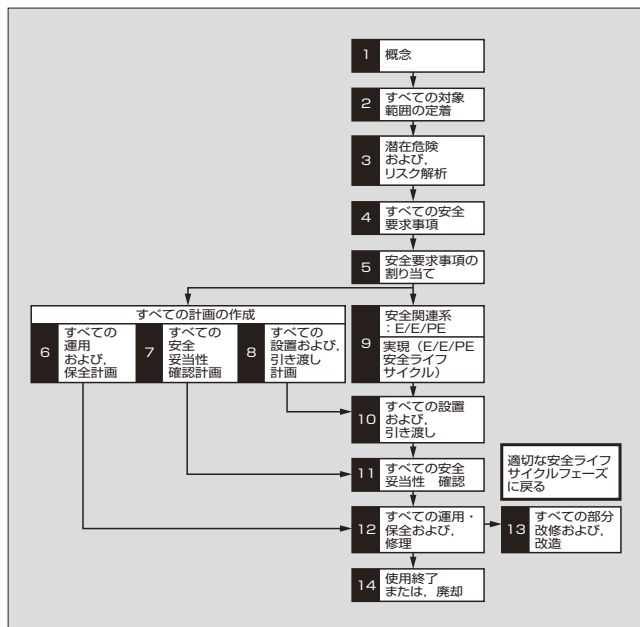 1
概念
2
すべての対象
範囲の定着
3
潜在危険
および,
リスク解析
4
すべての安全
要求事項
5
安全要求事項の
割り当て
すべての計画の作成
6
すべての
運用
および,
保全計画
7
すべての
安全
妥当性
確認計画
8
すべての
設置および,
引き渡し
計画
9
安全関連系
:E/E/PE
実現(E/E/PE
安全ライフ
サイクル)
10
すべての設置
および,
引き渡し
11
すべての安全
妥当性 確認
適切な安全ライフ
サイクルフェーズ
に戻る
12
すべての運用・
保全および,
修理
13
すべての部分
改修および,
改造
14
使用終了
または, 廃却